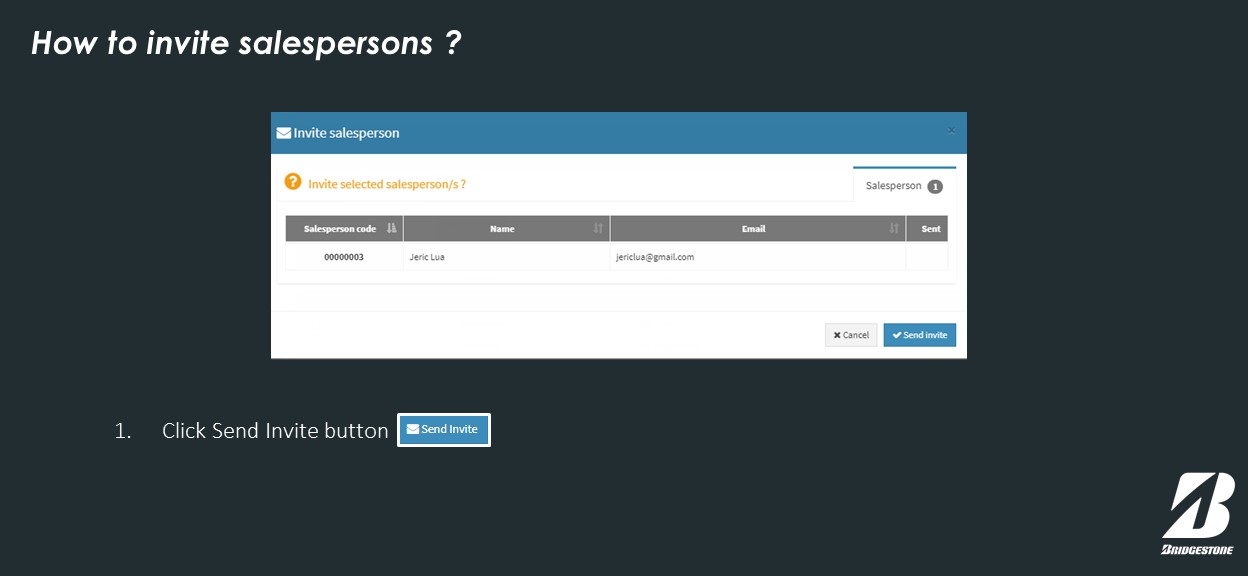 How to invite salespersons ?
Invite salesperson
Invite selected salesperson/s ?
Salesperson 1
Salesperson code Name Email Sent
00000003 Jeric Lua jericlua@gmail.com
Cancel Send invite
1. Click Send Invite button Send Invite
BRIDGESTONE